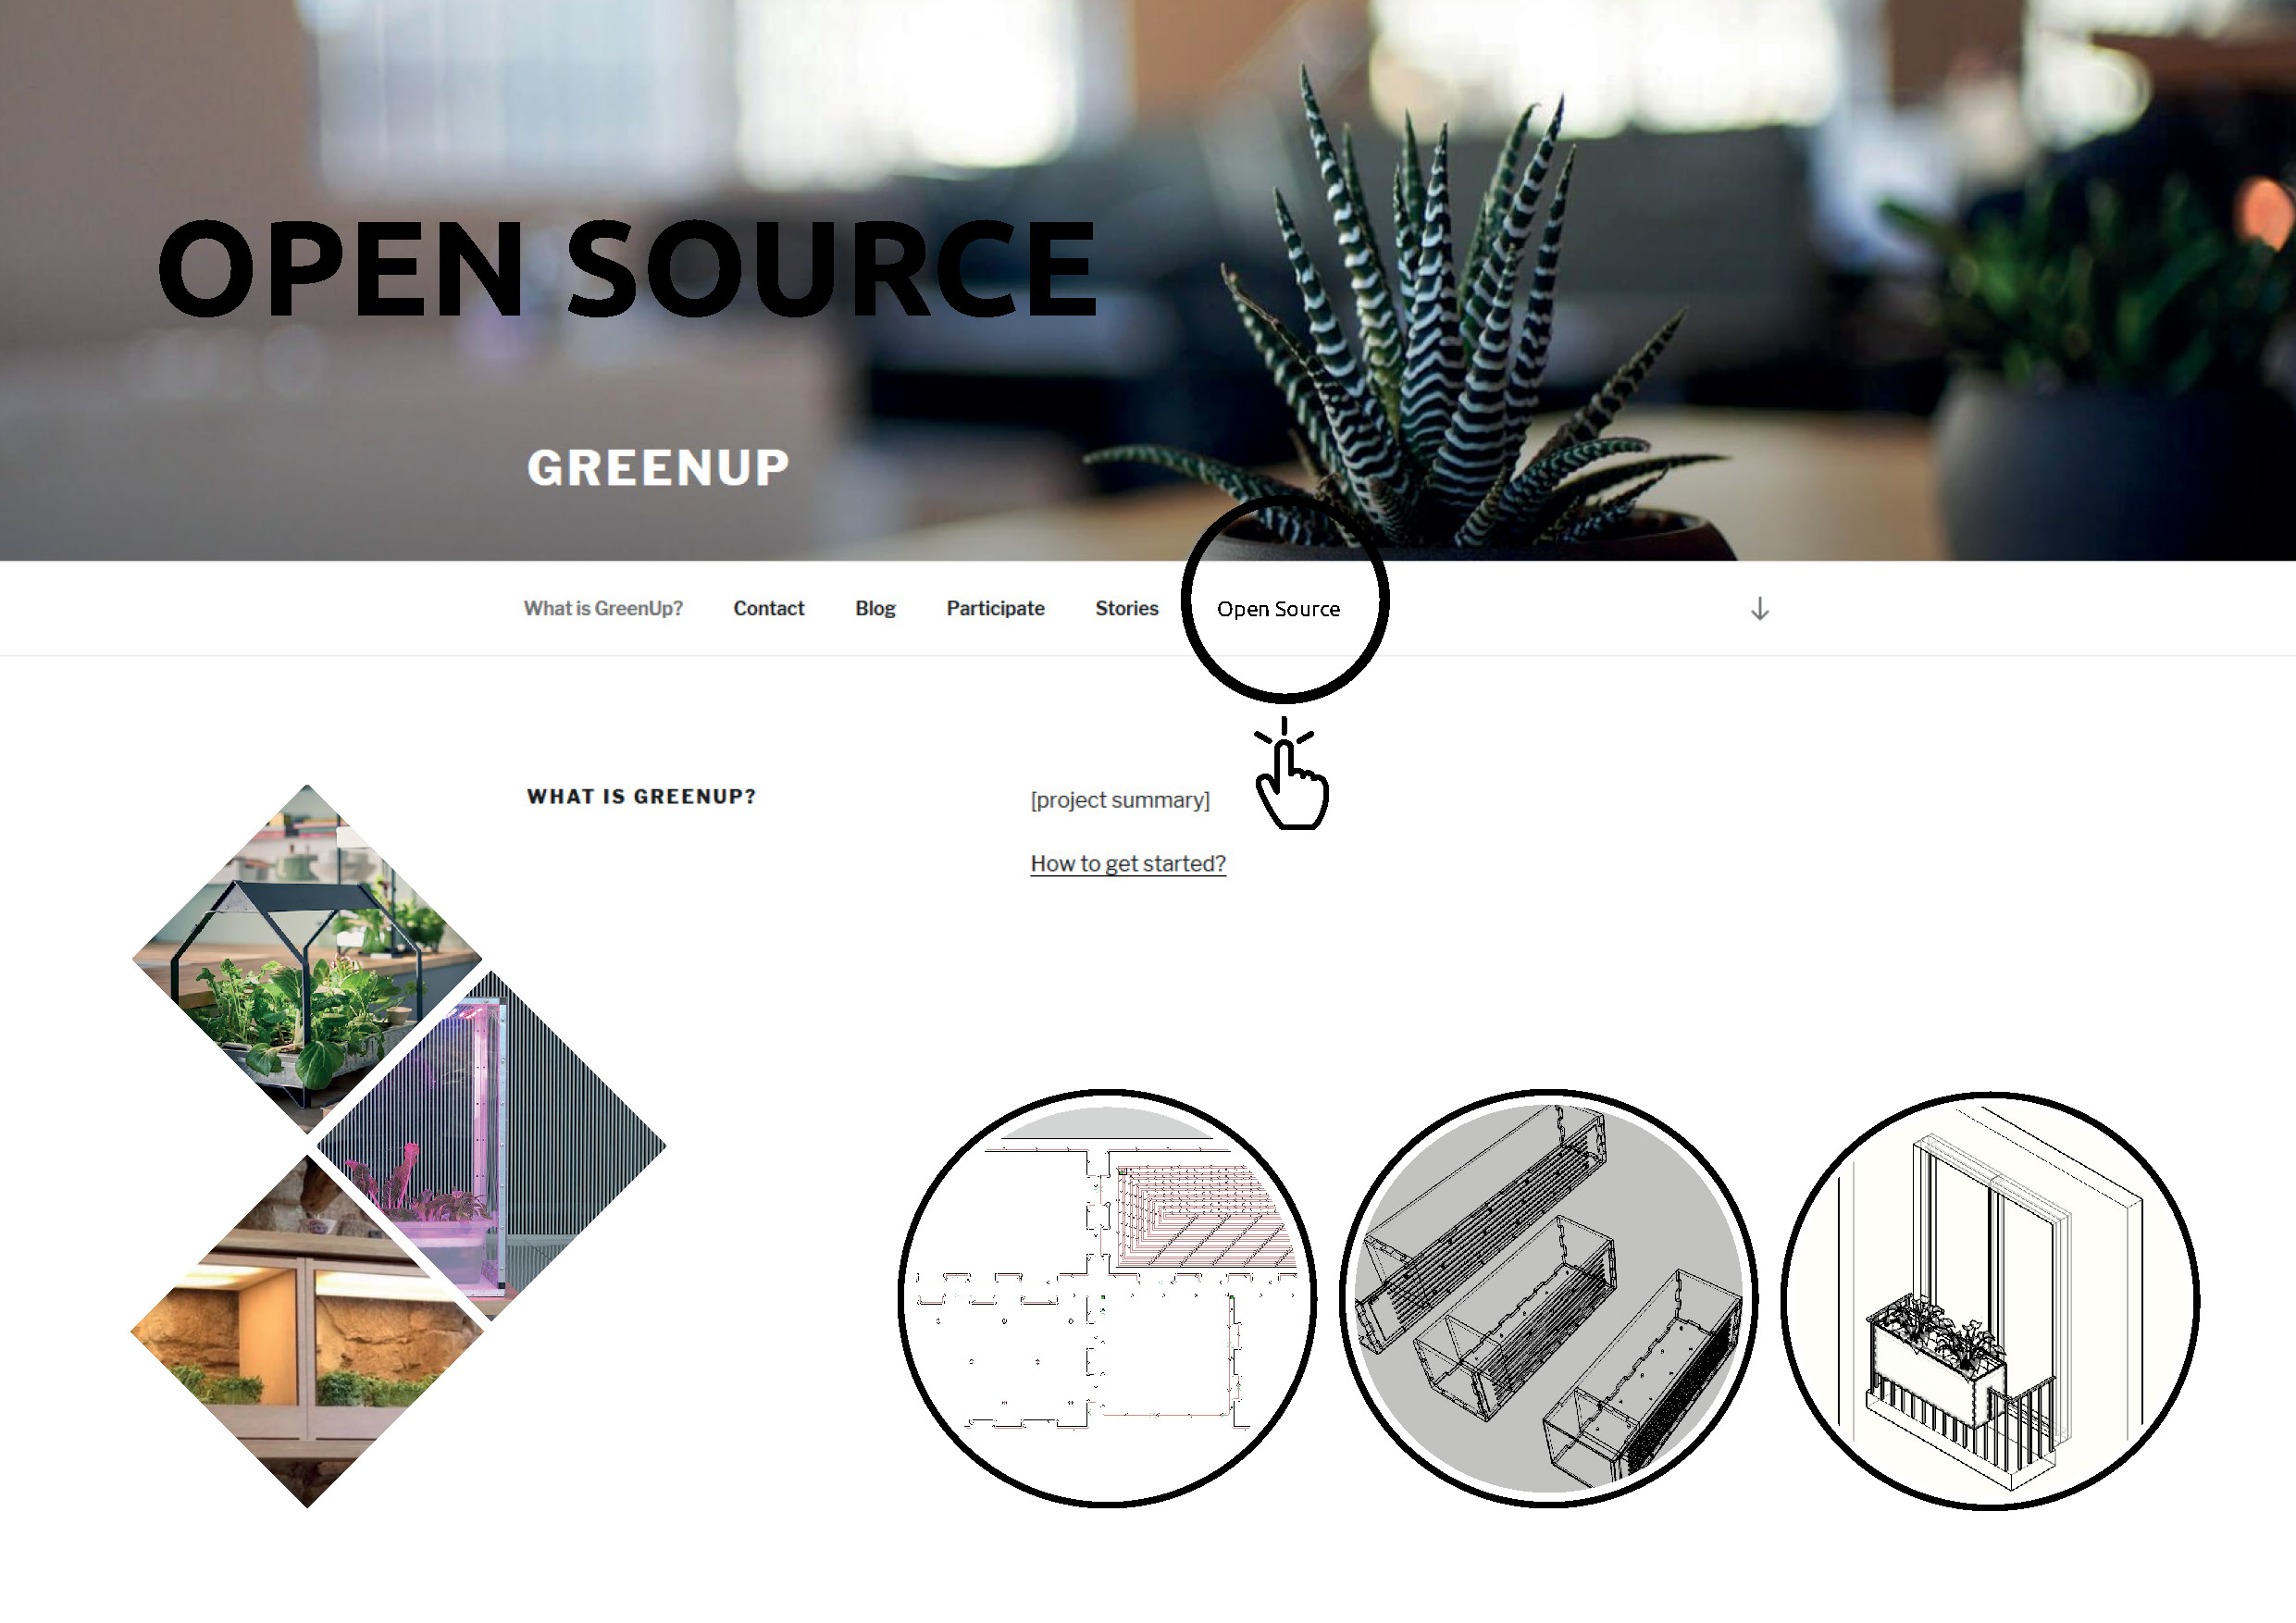 OPEN SOURCE
GREENUP
What is GreenUp? Contact Blog Participate Stories Open Source
WHAT IS GREENUP?
[project summary]
How to get started?